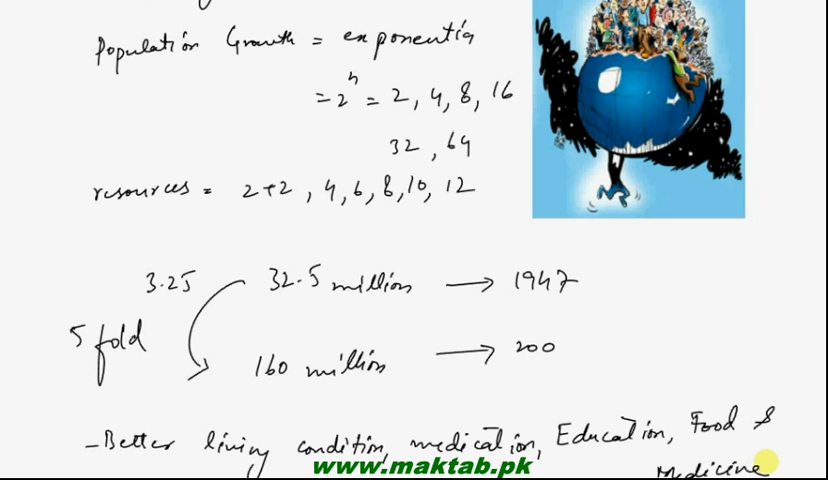 Population Growth = exponentia
= 2ⁿ = 2, 4, 8, 16
32, 64
resources = 2+2, 4, 6, 8, 10, 12
3.25 32.5 million → 1947
5 fold
160 million → 200
- Better living condition, medication, Education, Food &
Medicine
www.maktab.pk